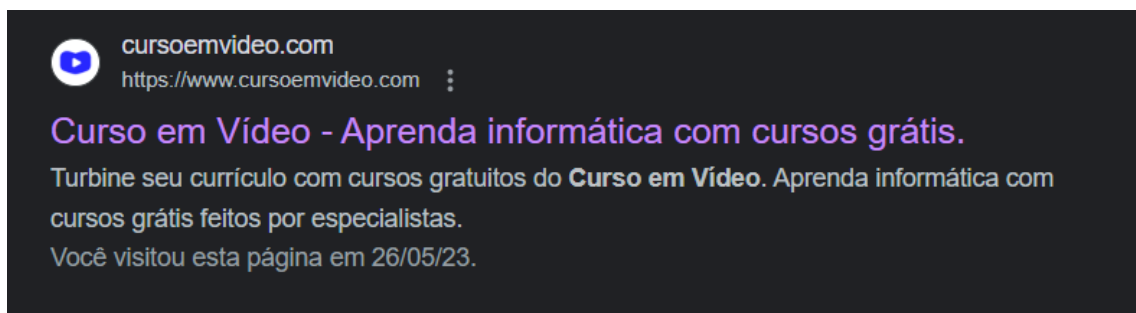 cursoemvideo.com
https://www.cursoemvideo.com
Curso em Vídeo - Aprenda informática com cursos grátis.
Turbine seu currículo com cursos gratuitos do Curso em Vídeo. Aprenda informática com
cursos grátis feitos por especialistas.
Você visitou esta página em 26/05/23.